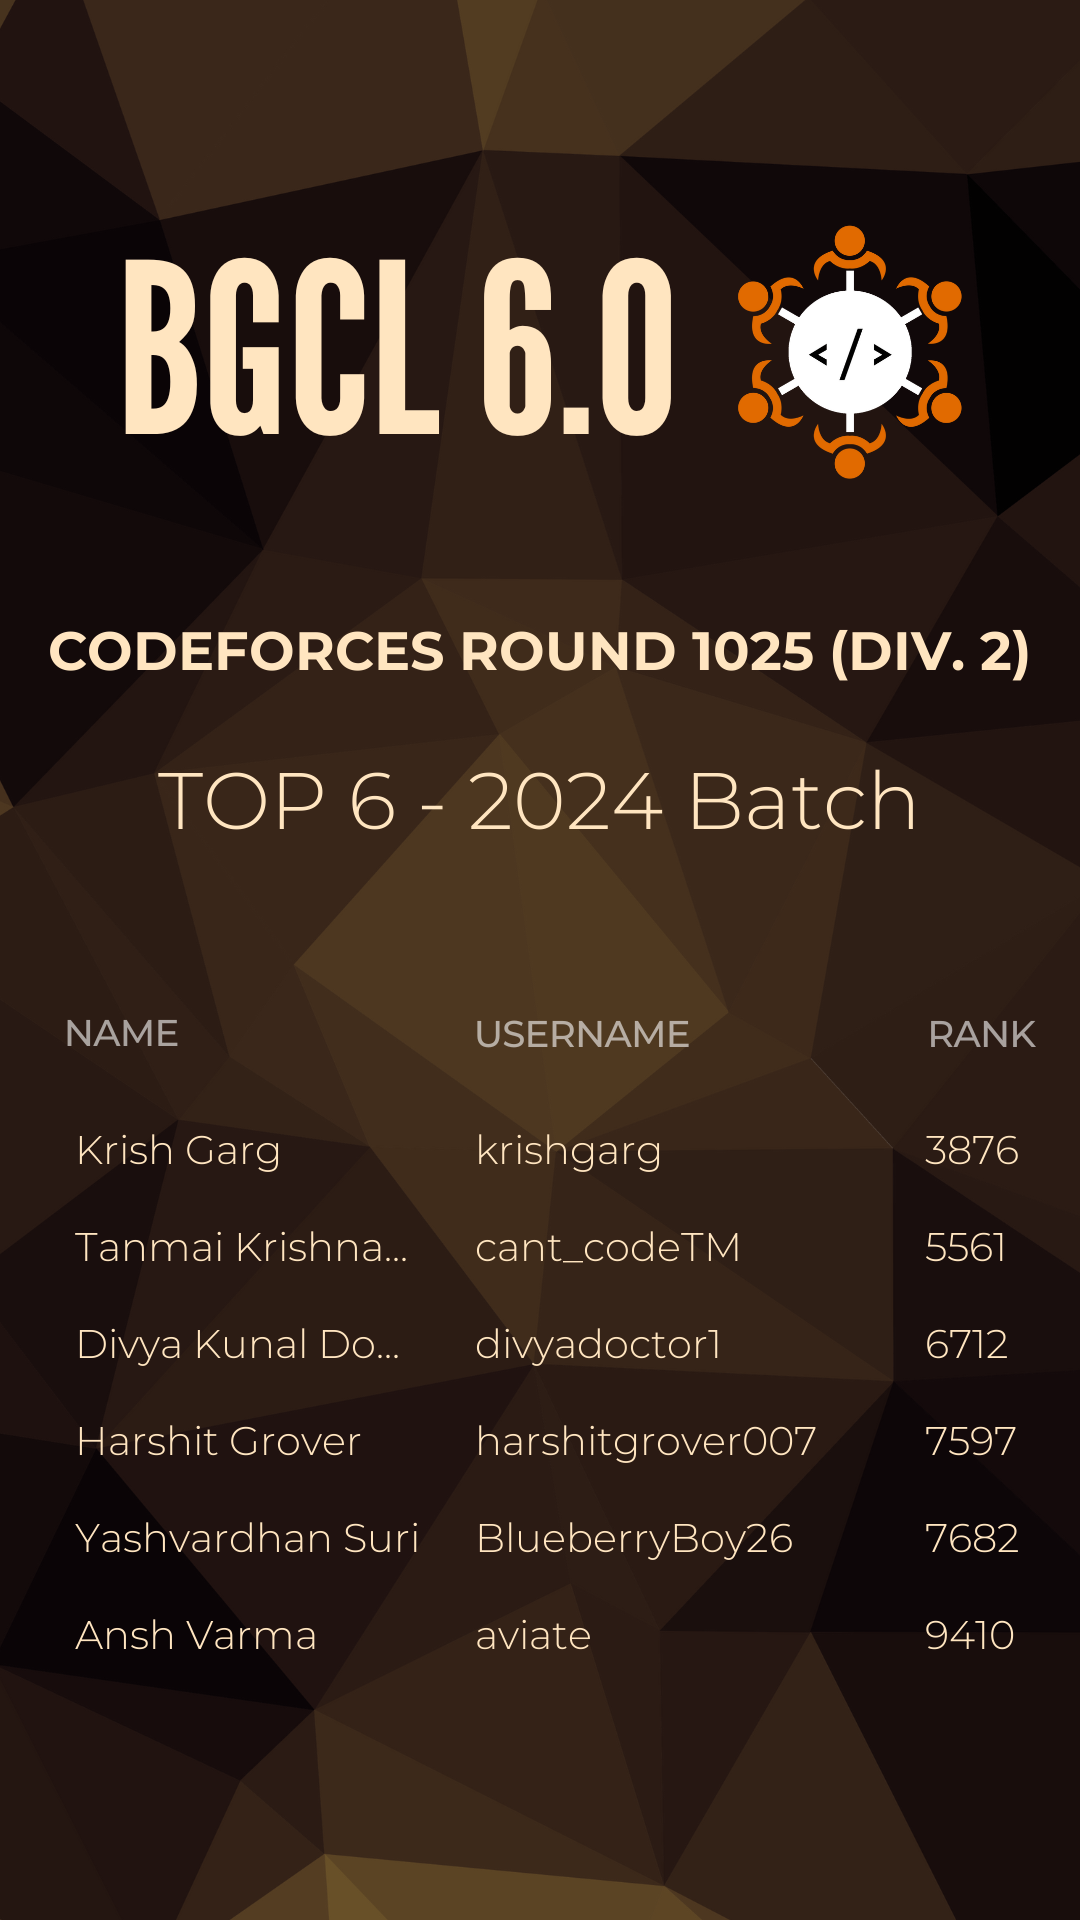 BGCL 6.0
</>
CODEFORCES ROUND 1025 (DIV. 2)
TOP 6 - 2024 Batch
NAME USERNAME RANK
Krish Garg krishgarg 3876
Tanmai Krishna... cant_codeTM 5561
Divya Kunal Do... divyadoctor1 6712
Harshit Grover harshitgrover007 7597
Yashvardhan Suri BlueberryBoy26 7682
Ansh Varma aviate 9410